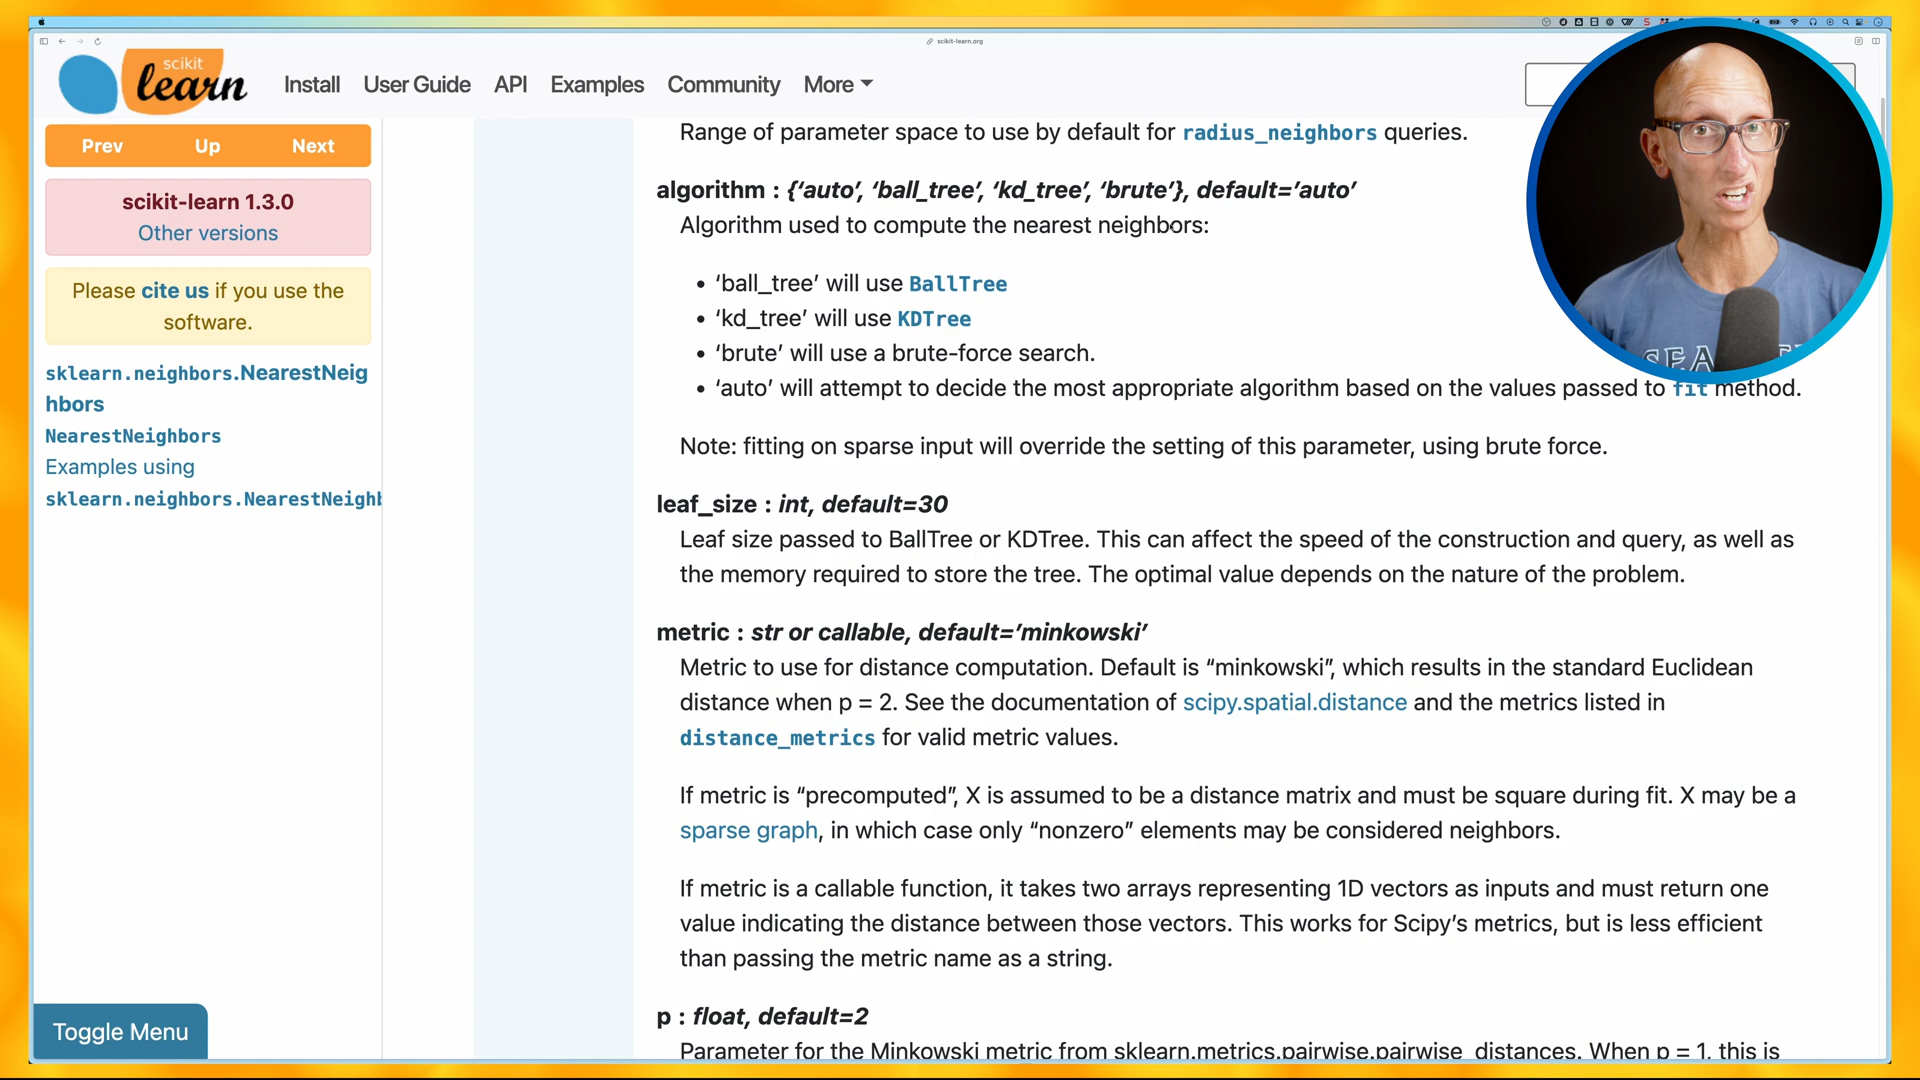 scikit-learn.org
scikit
learn
Install User Guide API Examples Community More
Prev Up Next
scikit-learn 1.3.0
Other versions
Please cite us if you use the
software.
sklearn.neighbors.NearestNeig
hbors
NearestNeighbors
Examples using
sklearn.neighbors.NearestNeighb
Toggle Menu
Range of parameter space to use by default for radius_neighbors queries.
algorithm : {‘auto’, ‘ball_tree’, ‘kd_tree’, ‘brute’}, default=’auto’
Algorithm used to compute the nearest neighbors:
• ‘ball_tree’ will use BallTree
• ‘kd_tree’ will use KDTree
• ‘brute’ will use a brute-force search.
• ‘auto’ will attempt to decide the most appropriate algorithm based on the values passed to fit method.
Note: fitting on sparse input will override the setting of this parameter, using brute force.
leaf_size : int, default=30
Leaf size passed to BallTree or KDTree. This can affect the speed of the construction and query, as well as
the memory required to store the tree. The optimal value depends on the nature of the problem.
metric : str or callable, default=’minkowski’
Metric to use for distance computation. Default is “minkowski”, which results in the standard Euclidean
distance when p = 2. See the documentation of scipy.spatial.distance and the metrics listed in
distance_metrics for valid metric values.
If metric is “precomputed”, X is assumed to be a distance matrix and must be square during fit. X may be a
sparse graph, in which case only “nonzero” elements may be considered neighbors.
If metric is a callable function, it takes two arrays representing 1D vectors as inputs and must return one
value indicating the distance between those vectors. This works for Scipy’s metrics, but is less efficient
than passing the metric name as a string.
p : float, default=2
Parameter for the Minkowski metric from sklearn.metrics.pairwise.pairwise_distances. When p = 1, this is